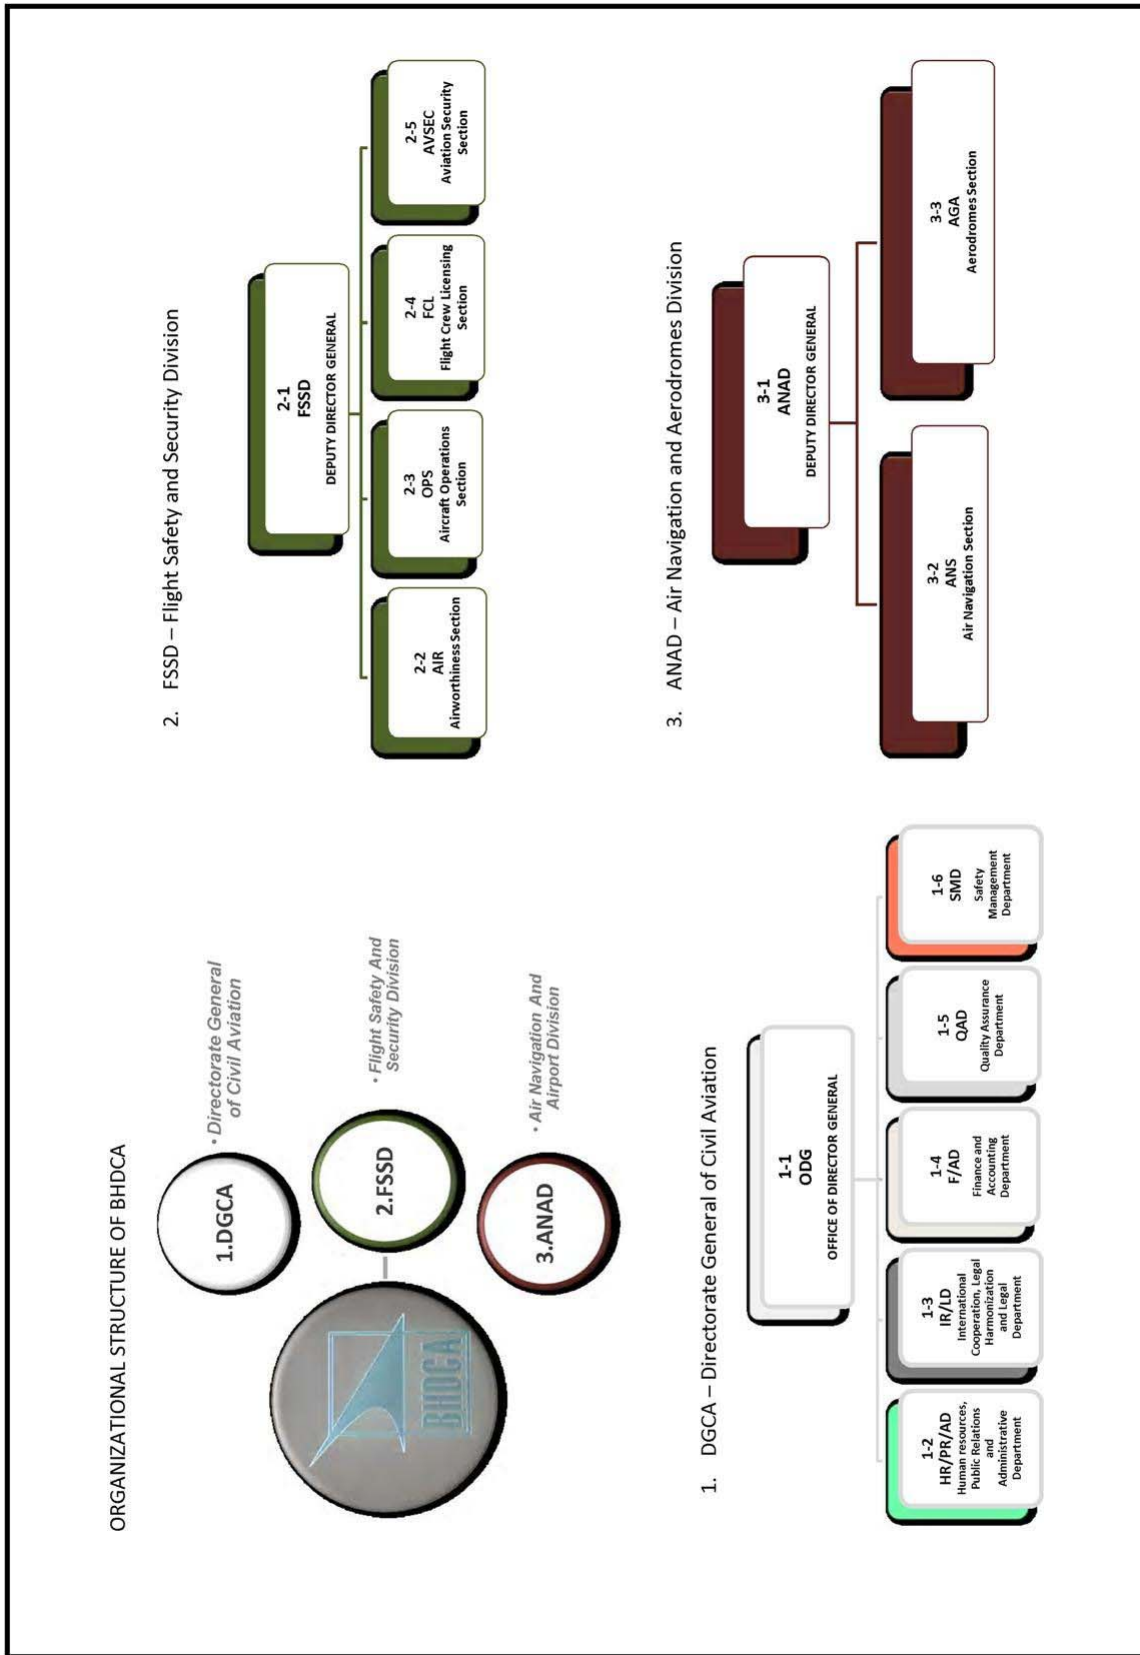 ORGANIZATIONAL STRUCTURE OF BHDCA
BHDCA
1.DGCA
• Directorate General
of Civil Aviation
2.FSSD
• Flight Safety And
Security Division
3.ANAD
• Air Navigation And
Airport Division
2. FSSD – Flight Safety and Security Division
2-1
FSSD
DEPUTY DIRECTOR GENERAL
2-2
AIR
Airworthiness Section
2-3
OPS
Aircraft Operations
Section
2-4
FCL
Flight Crew Licensing
Section
2-5
AVSEC
Aviation Security
Section
1. DGCA – Directorate General of Civil Aviation
1-1
ODG
OFFICE OF DIRECTOR GENERAL
1-2
HR/PR/AD
Human resources,
Public Relations
and
Administrative
Department
1-3
IR/LD
International
Cooperation, Legal
Harmonization
and Legal
Department
1-4
F/AD
Finance and
Accounting
Department
1-5
QAD
Quality Assurance
Department
1-6
SMD
Safety
Management
Department
3. ANAD – Air Navigation and Aerodromes Division
3-1
ANAD
DEPUTY DIRECTOR GENERAL
3-2
ANS
Air Navigation Section
3-3
AGA
Aerodromes Section